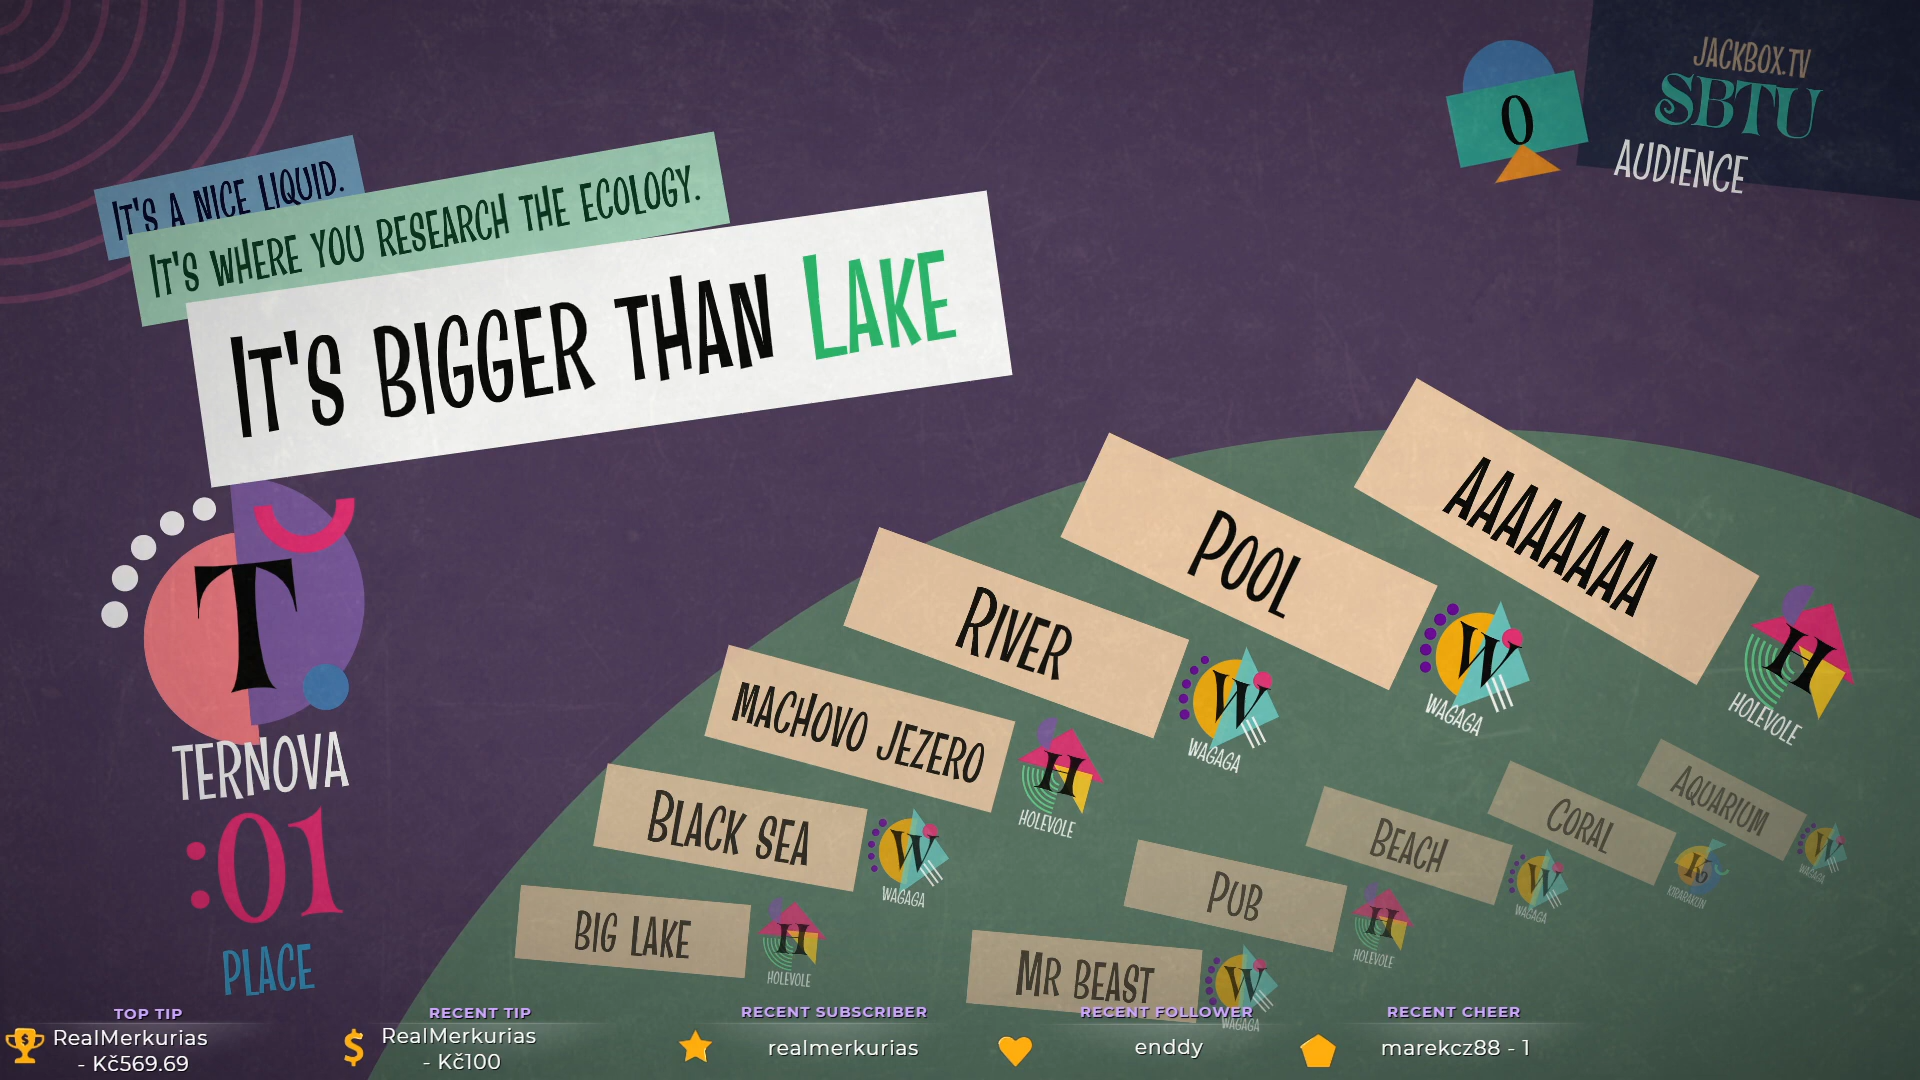 JACKBOX.TV
SBTU
0
AUDIENCE
IT'S A NICE LIQUID.
IT'S WHERE YOU RESEARCH THE ECOLOGY.
IT'S BIGGER THAN LAKE
T
TERNOVA
:01
PLACE
AAAAAAA
H
HOLEVOLE
POOL
W
WAGAGA
RIVER
W
WAGAGA
MACHOVO JEZERO
H
HOLEVOLE
BLACK SEA
W
WAGAGA
BIG LAKE
H
HOLEVOLE
AQUARIUM
W
WAGAGA
CORAL
K
BEACH
W
WAGAGA
PUB
H
HOLEVOLE
MR BEAST
W
WAGAGA
TOP TIP
RealMerkurias
- Kč569.69
RECENT TIP
RealMerkurias
- Kč100
RECENT SUBSCRIBER
realmerkurias
RECENT FOLLOWER
enddy
RECENT CHEER
marekcz88 - 1